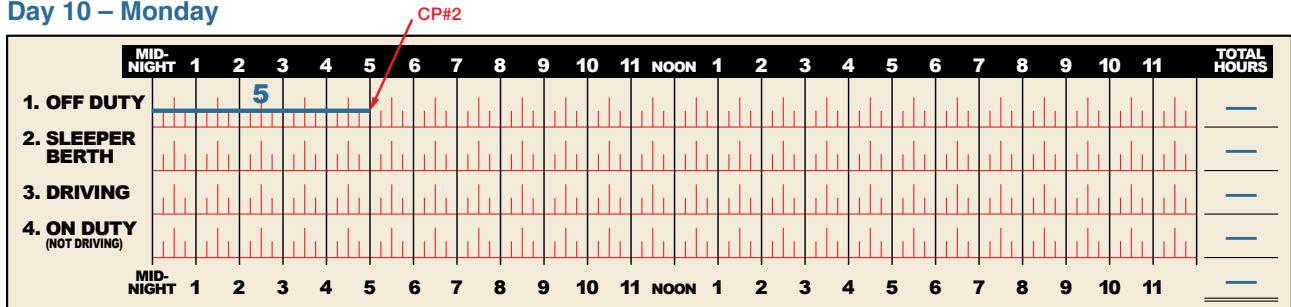 Day 10 – Monday
CP#2
MID-NIGHT 1 2 3 4 5 6 7 8 9 10 11 NOON 1 2 3 4 5 6 7 8 9 10 11 TOTAL HOURS
5
1. OFF DUTY —
2. SLEEPER BERTH —
3. DRIVING —
4. ON DUTY —
(NOT DRIVING)
MID-NIGHT 1 2 3 4 5 6 7 8 9 10 11 NOON 1 2 3 4 5 6 7 8 9 10 11 —